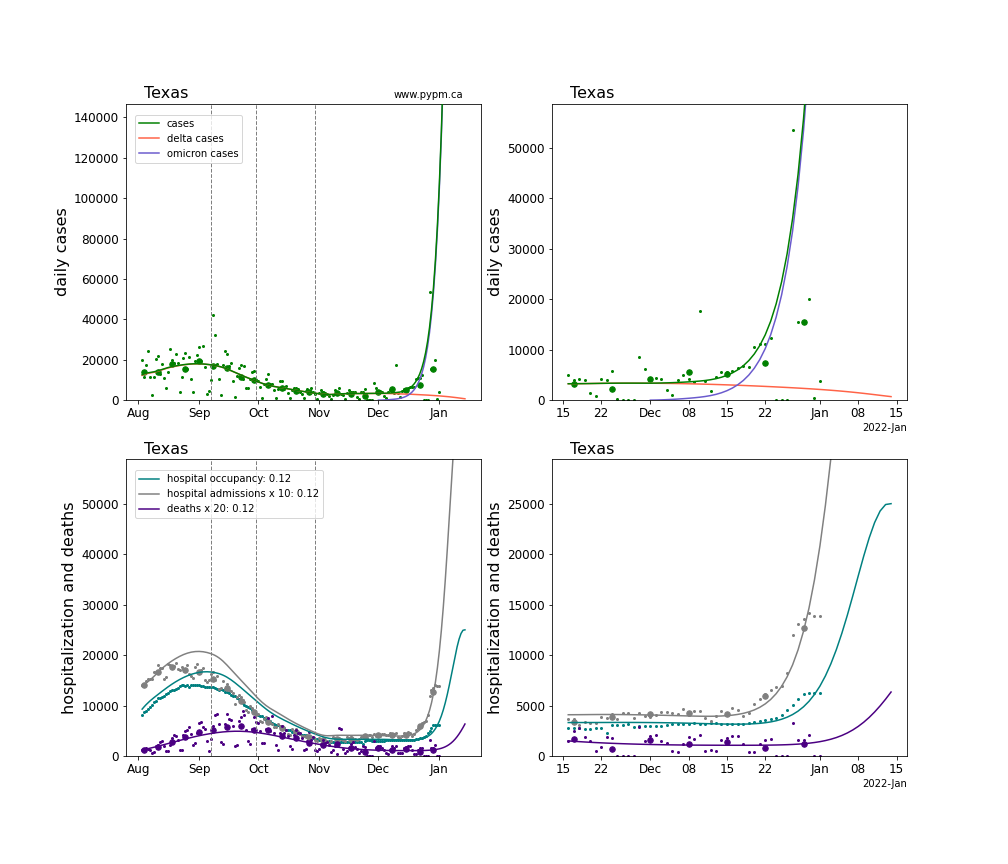 Texas
www.pypm.ca
daily cases
140000
120000
100000
80000
60000
40000
20000
0
cases
delta cases
omicron cases
Aug Sep Oct Nov Dec Jan
Texas
daily cases
50000
40000
30000
20000
10000
0
15 22 Dec 08 15 22 Jan 08 15
2022-Jan
Texas
hospitalization and deaths
50000
40000
30000
20000
10000
0
hospital occupancy: 0.12
hospital admissions x 10: 0.12
deaths x 20: 0.12
Aug Sep Oct Nov Dec Jan
Texas
hospitalization and deaths
25000
20000
15000
10000
5000
0
15 22 Dec 08 15 22 Jan 08 15
2022-Jan